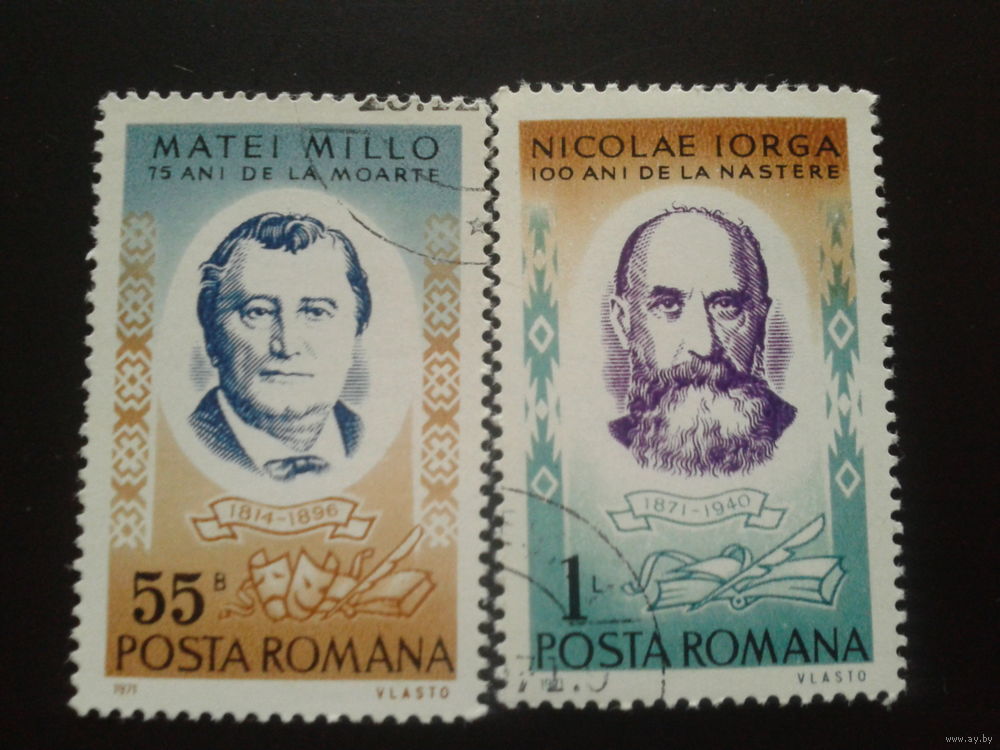 MATEI MILLO
75 ANI DE LA MOARTE
1814-1896
55 B
POSTA ROMANA
1971
VLASTO
NICOLAE IORGA
100 ANI DE LA NASTERE
1871-1940
1 L
POSTA ROMANA
1971
VLASTO
www.ay.by